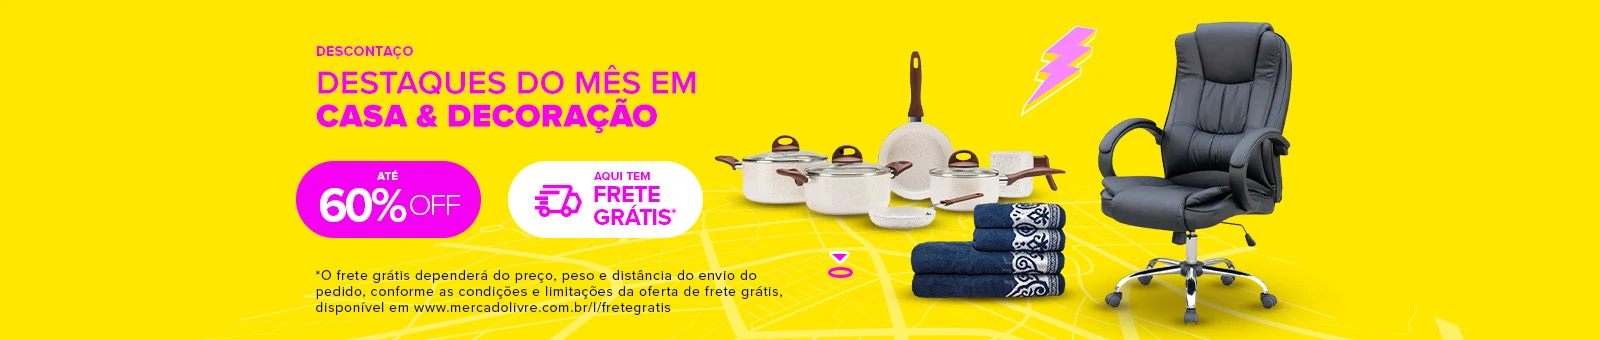 DESCONTAÇO
DESTAQUES DO MÊS EM
CASA & DECORAÇÃO
ATÉ
60% OFF
AQUI TEM
FRETE
GRÁTIS*
*O frete grátis dependerá do preço, peso e distância do envio do
pedido, conforme as condições e limitações da oferta de frete grátis,
disponível em www.mercadolivre.com.br/l/fretegratis